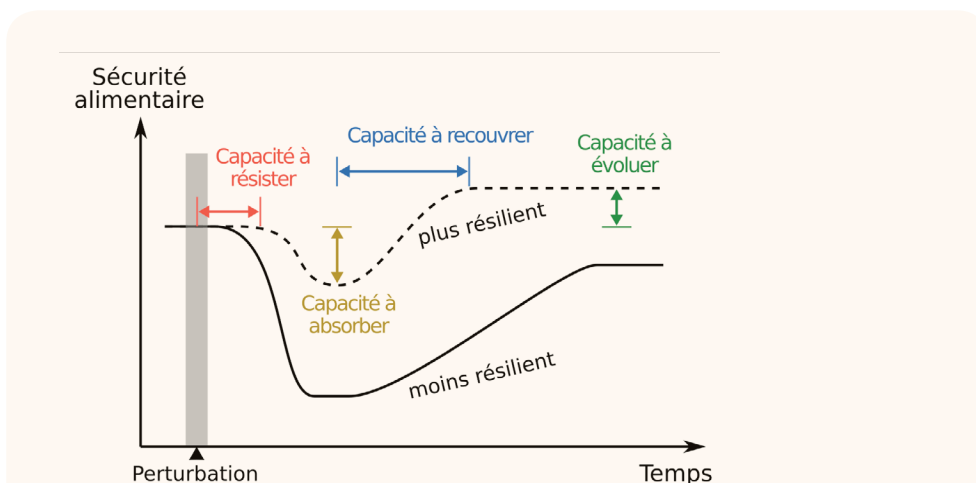 Sécurité
alimentaire
Capacité à recouvrer
Capacité à
évoluer
Capacité à
résister
plus résilient
Capacité à
absorber
moins résilient
Perturbation
Temps